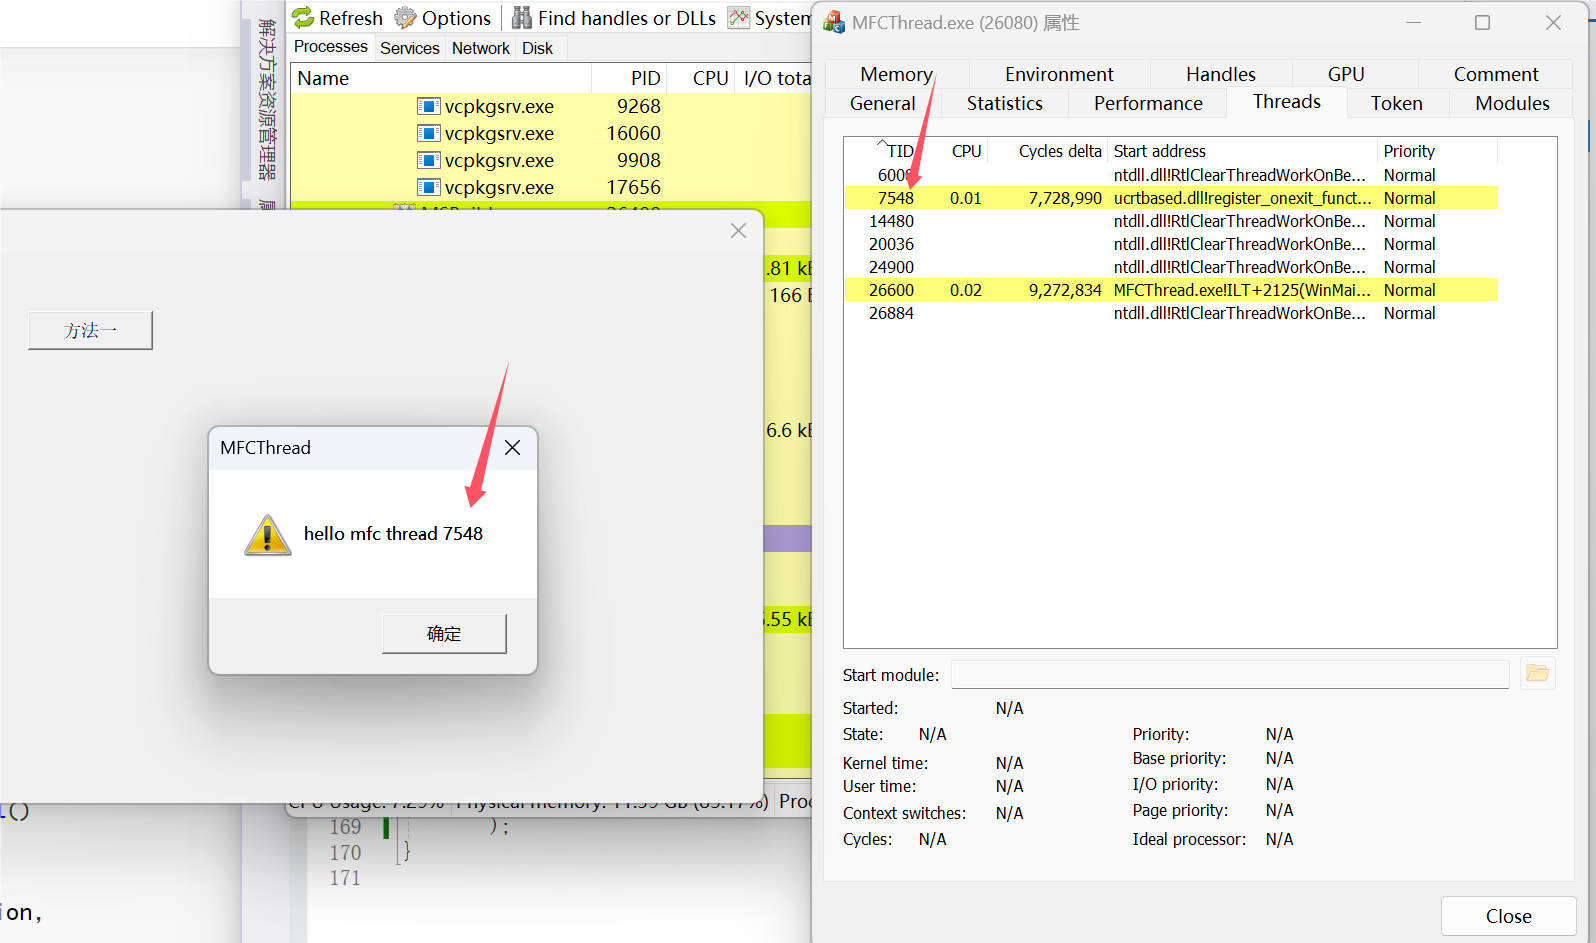 解决方案资源管理器
Refresh Options Find handles or DLLs System
Processes Services Network Disk
Name PID CPU I/O tota
vcpkgsrv.exe 9268
vcpkgsrv.exe 16060
vcpkgsrv.exe 9908
vcpkgsrv.exe 17656
.81 kB
166 B
6.6 kB
5.55 kB
方法一
MFCThread
hello mfc thread 7548
确定
CPU Usage: 7.29% Physical memory: 11.59 GB (83.17%) Proc
()
ion,
169 );
170 }
171
MFCThread.exe (26080) 属性
Memory Environment Handles GPU Comment
General Statistics Performance Threads Token Modules
TID CPU Cycles delta Start address Priority
6008 ntdll.dll!RtlClearThreadWorkOnBe... Normal
7548 0.01 7,728,990 ucrtbased.dll!register_onexit_funct... Normal
14480 ntdll.dll!RtlClearThreadWorkOnBe... Normal
20036 ntdll.dll!RtlClearThreadWorkOnBe... Normal
24900 ntdll.dll!RtlClearThreadWorkOnBe... Normal
26600 0.02 9,272,834 MFCThread.exe!ILT+2125(WinMai... Normal
26884 ntdll.dll!RtlClearThreadWorkOnBe... Normal
Start module:
Started: N/A
State: N/A Priority: N/A
Kernel time: N/A Base priority: N/A
User time: N/A I/O priority: N/A
Context switches: N/A Page priority: N/A
Cycles: N/A Ideal processor: N/A
Close